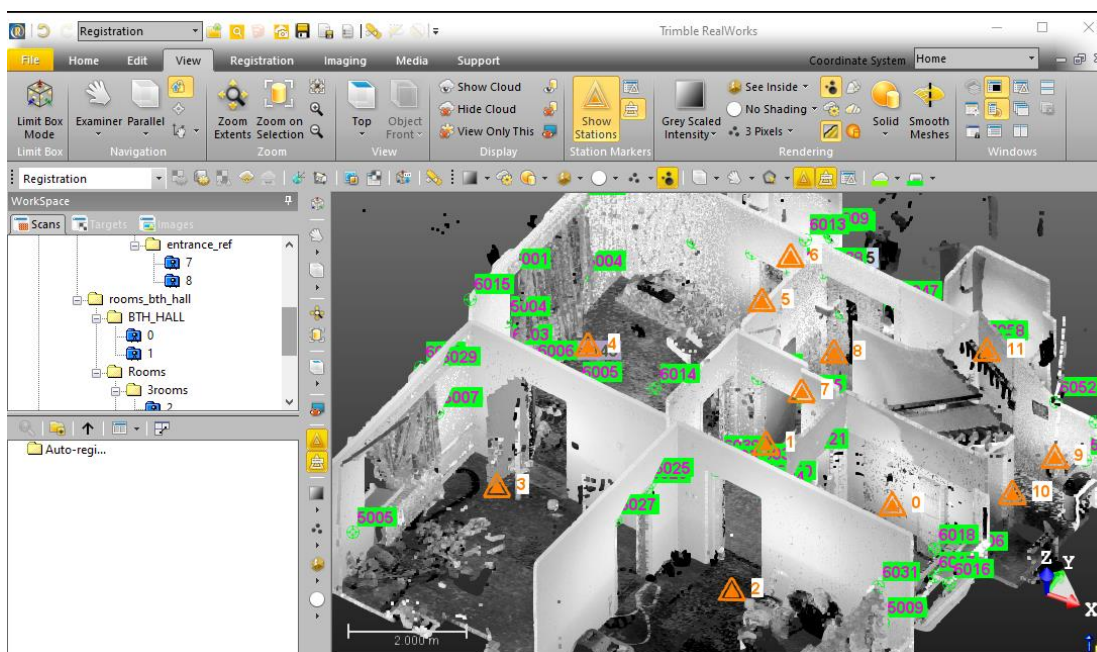 Registration
Trimble RealWorks
File Home Edit View Registration Imaging Media Support
Coordinate System Home
Limit Box Mode
Examiner Parallel
Zoom Extents
Zoom on Selection
Top
Object Front
Show Cloud
Hide Cloud
View Only This
Show Stations
Grey Scaled Intensity
See Inside
No Shading
3 Pixels
Solid
Smooth Meshes
Limit Box Navigation Zoom View Display Station Markers Rendering Windows
Registration
WorkSpace
Scans Targets Images
entrance_ref
7
8
rooms_bth_hall
BTH_HALL
0
1
Rooms
3rooms
2
Auto-regi...
6013
6
6015
5
5004
4
6006
8
11
6029
6005
6014
7
6052
5007
1
9
6025
3
10
0
5005
6027
6018
6016
6031
2
5009
Z Y
X
2.000 m